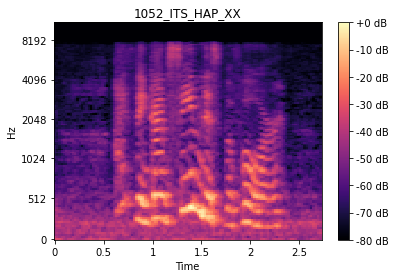 1052_ITS_HAP_XX
+0 dB
8192
-10 dB
4096
-20 dB
-30 dB
2048
-40 dB
Hz
1024
-50 dB
-60 dB
512
-70 dB
0
-80 dB
0 0.5 1 1.5 2 2.5
Time